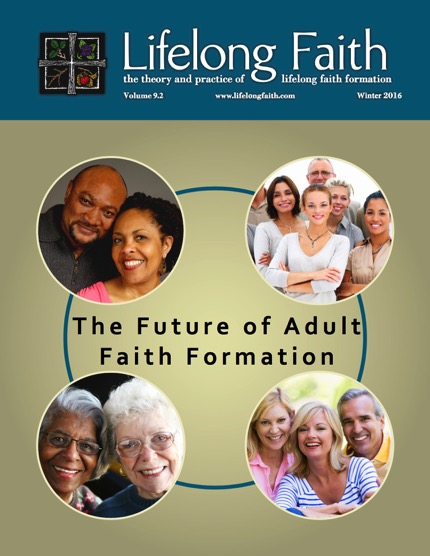 Lifelong Faith
the theory and practice of lifelong faith formation
Volume 9.2 www.lifelongfaith.com Winter 2016
The Future of Adult
Faith Formation